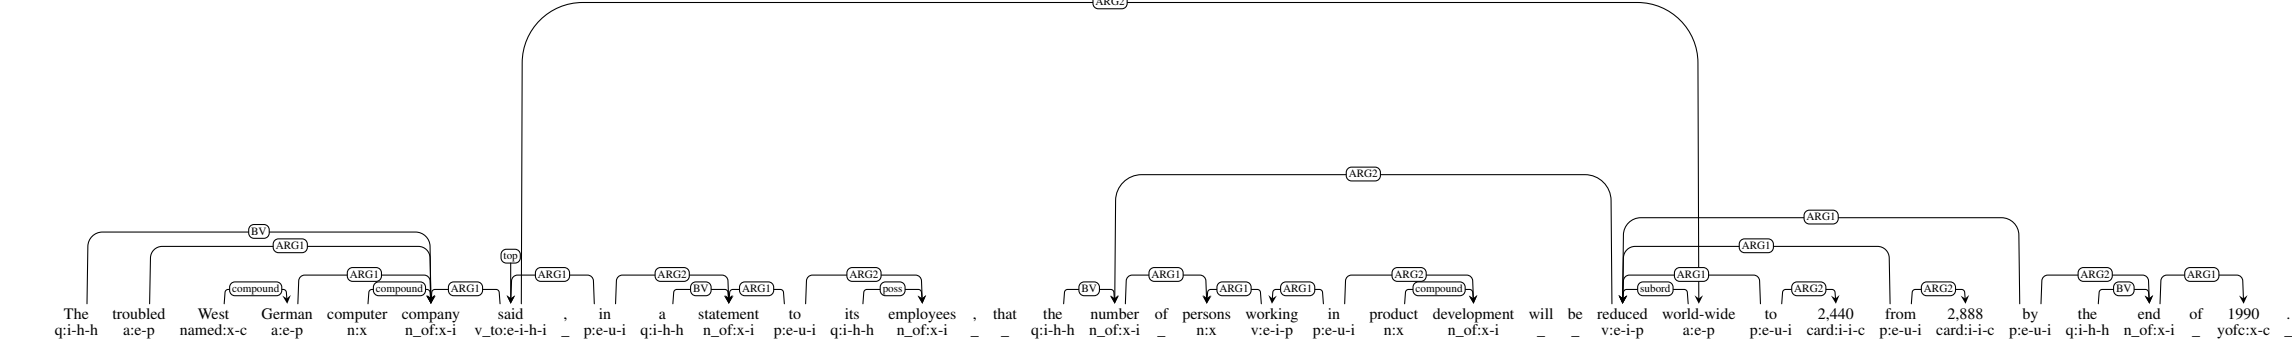 ARG2
ARG2
ARG1
BV
ARG1 ARG1
top
ARG1 ARG1 ARG2 ARG2 ARG1 ARG2 ARG1 ARG2 ARG1
compound compound ARG1 BV ARG1 poss BV ARG1 ARG1 compound subord ARG2 ARG2 BV
The troubled West German computer company said , in a statement to its employees , that the number of persons working in product development will be reduced world-wide to 2,440 from 2,888 by the end of 1990 .
q:i-h-h a:e-p named:x-c a:e-p n:x n_of:x-i v_to:e-i-h-i _ p:e-u-i q:i-h-h n_of:x-i p:e-u-i q:i-h-h n_of:x-i _ _ q:i-h-h n_of:x-i _ n:x v:e-i-p p:e-u-i n:x n_of:x-i _ _ v:e-i-p a:e-p p:e-u-i card:i-i-c p:e-u-i card:i-i-c p:e-u-i q:i-h-h n_of:x-i _ yofc:x-c _